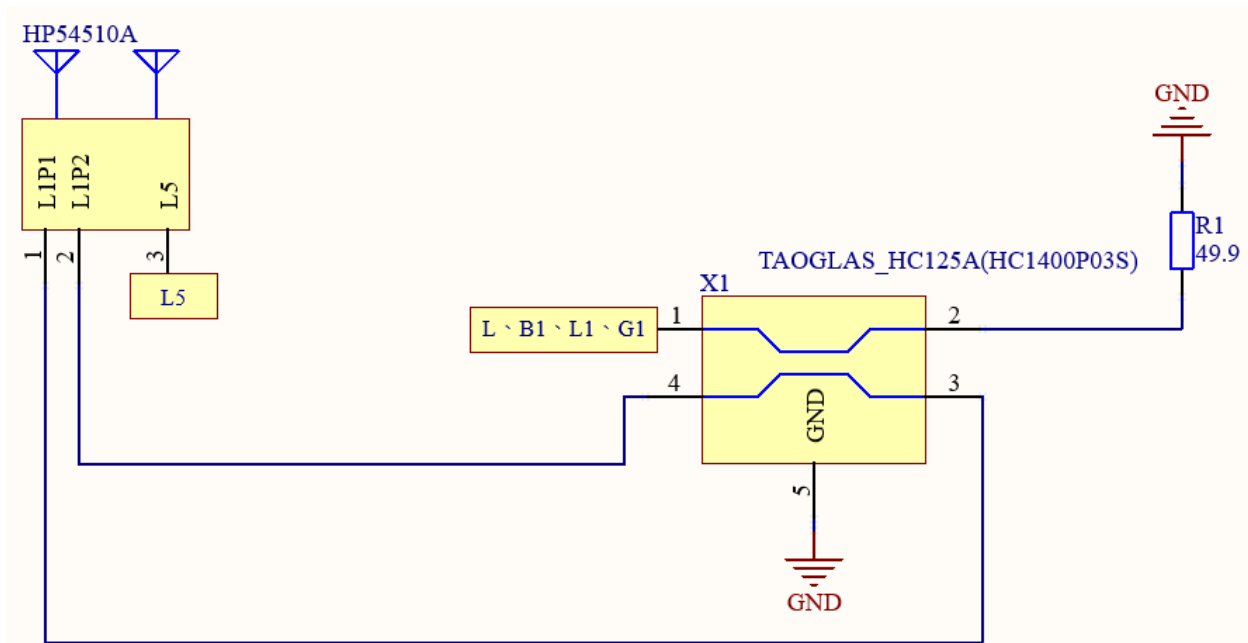 HP54510A
GND
L1P1
L1P2
L5
R1
49.9
1
2
3
TAOGLAS_HC125A(HC1400P03S)
L5
X1
L、B1、L1、G1
1
2
4
3
GND
5
GND